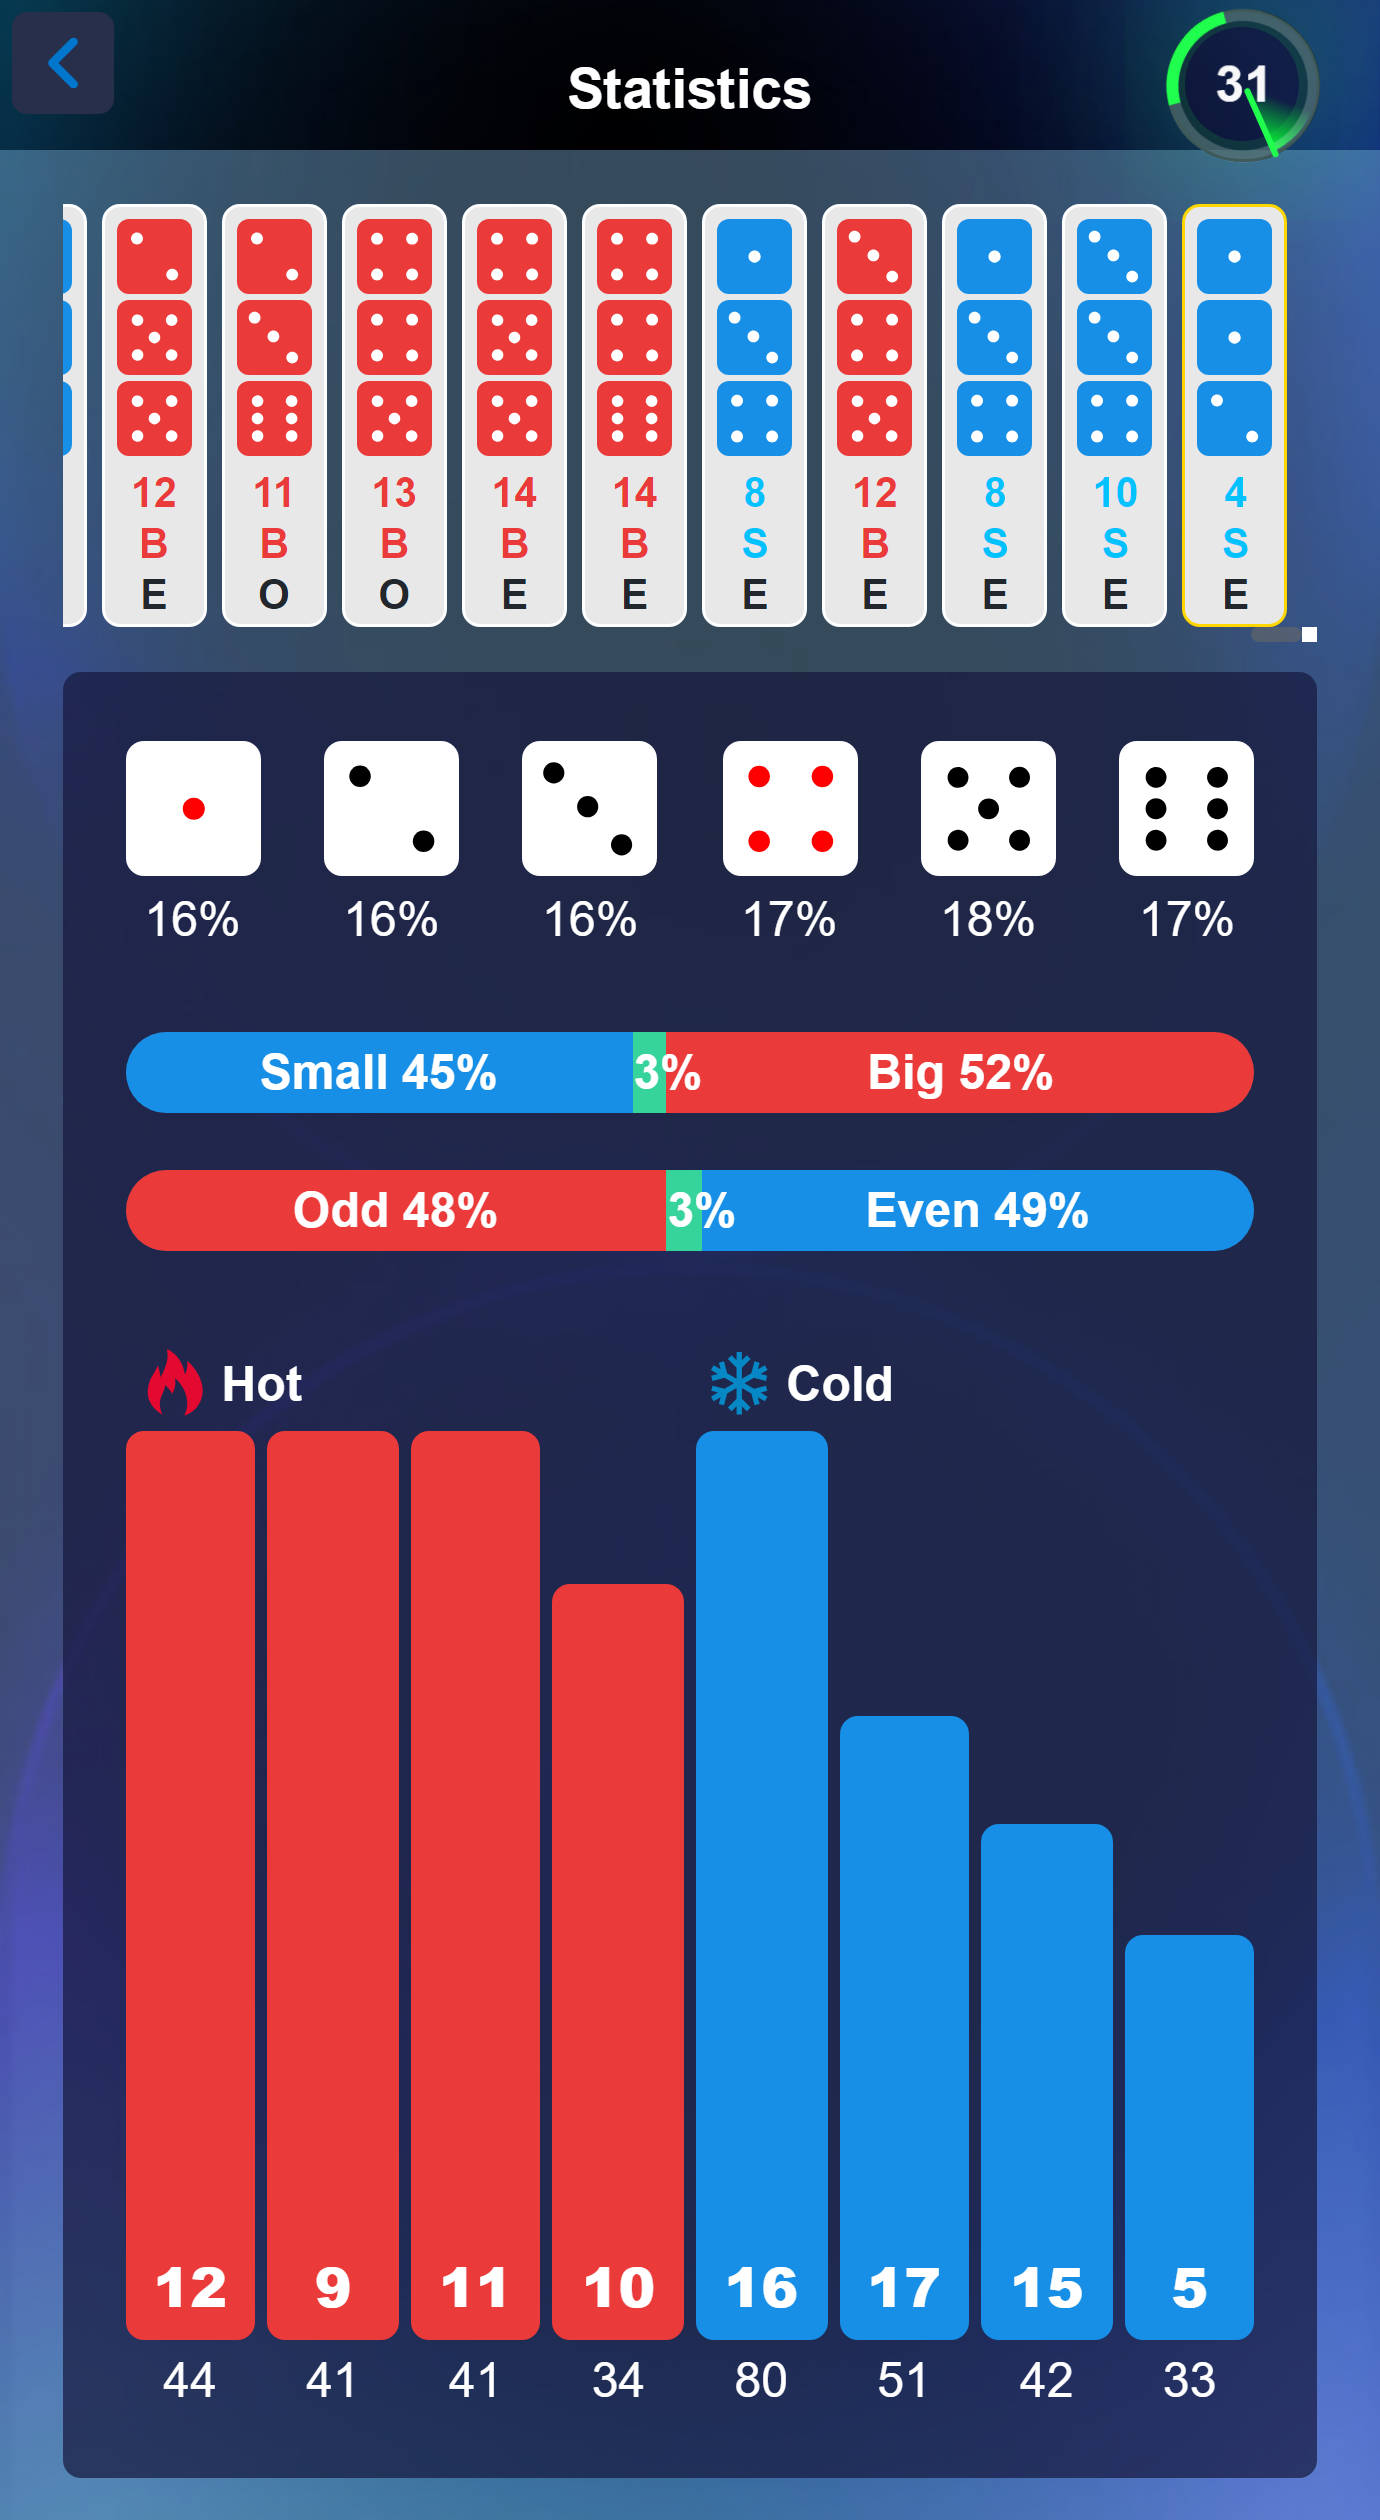 Statistics
31
12 11 13 14 14 8 12 8 10 4
B B B B B S B S S S
E O O E E E E E E E
16% 16% 16% 17% 18% 17%
Small 45% 3% Big 52%
Odd 48% 3% Even 49%
Hot Cold
12 9 11 10 16 17 15 5
44 41 41 34 80 51 42 33